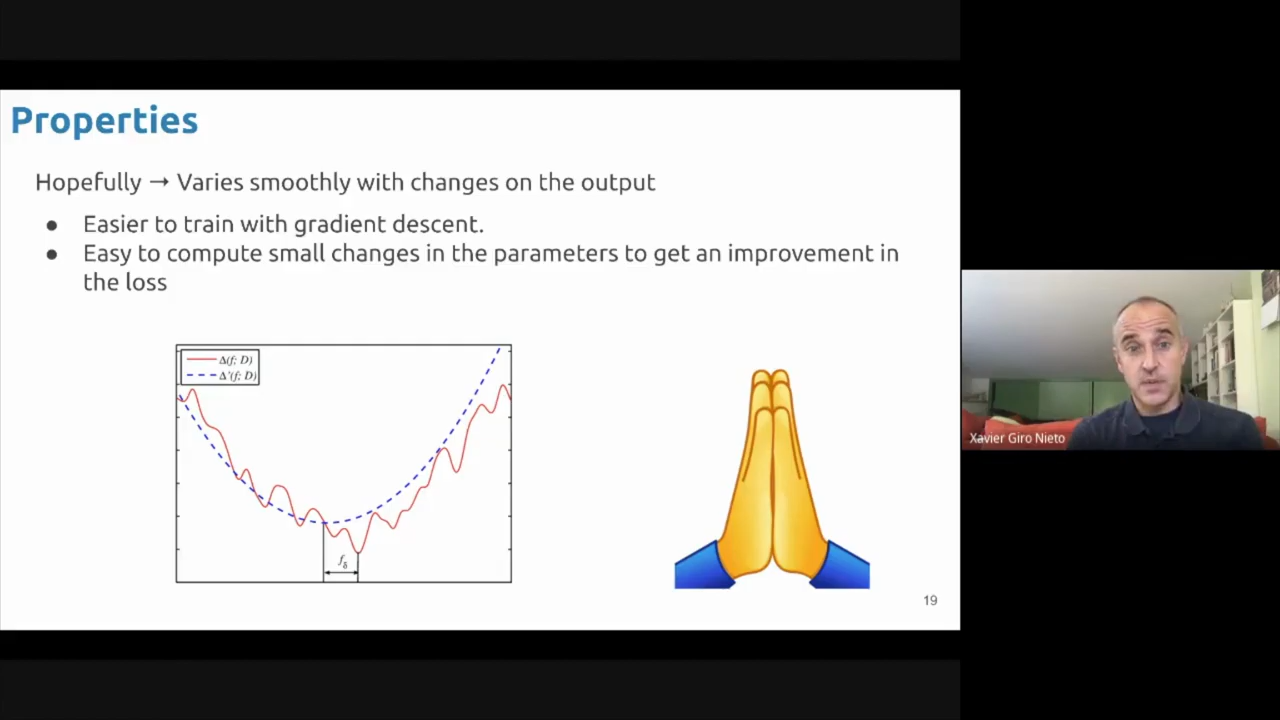 Properties
Hopefully → Varies smoothly with changes on the output
● Easier to train with gradient descent.
● Easy to compute small changes in the parameters to get an improvement in
the loss
Δ(f; D)
Δ'(f; D)
fδ
19
Xavier Giro Nieto